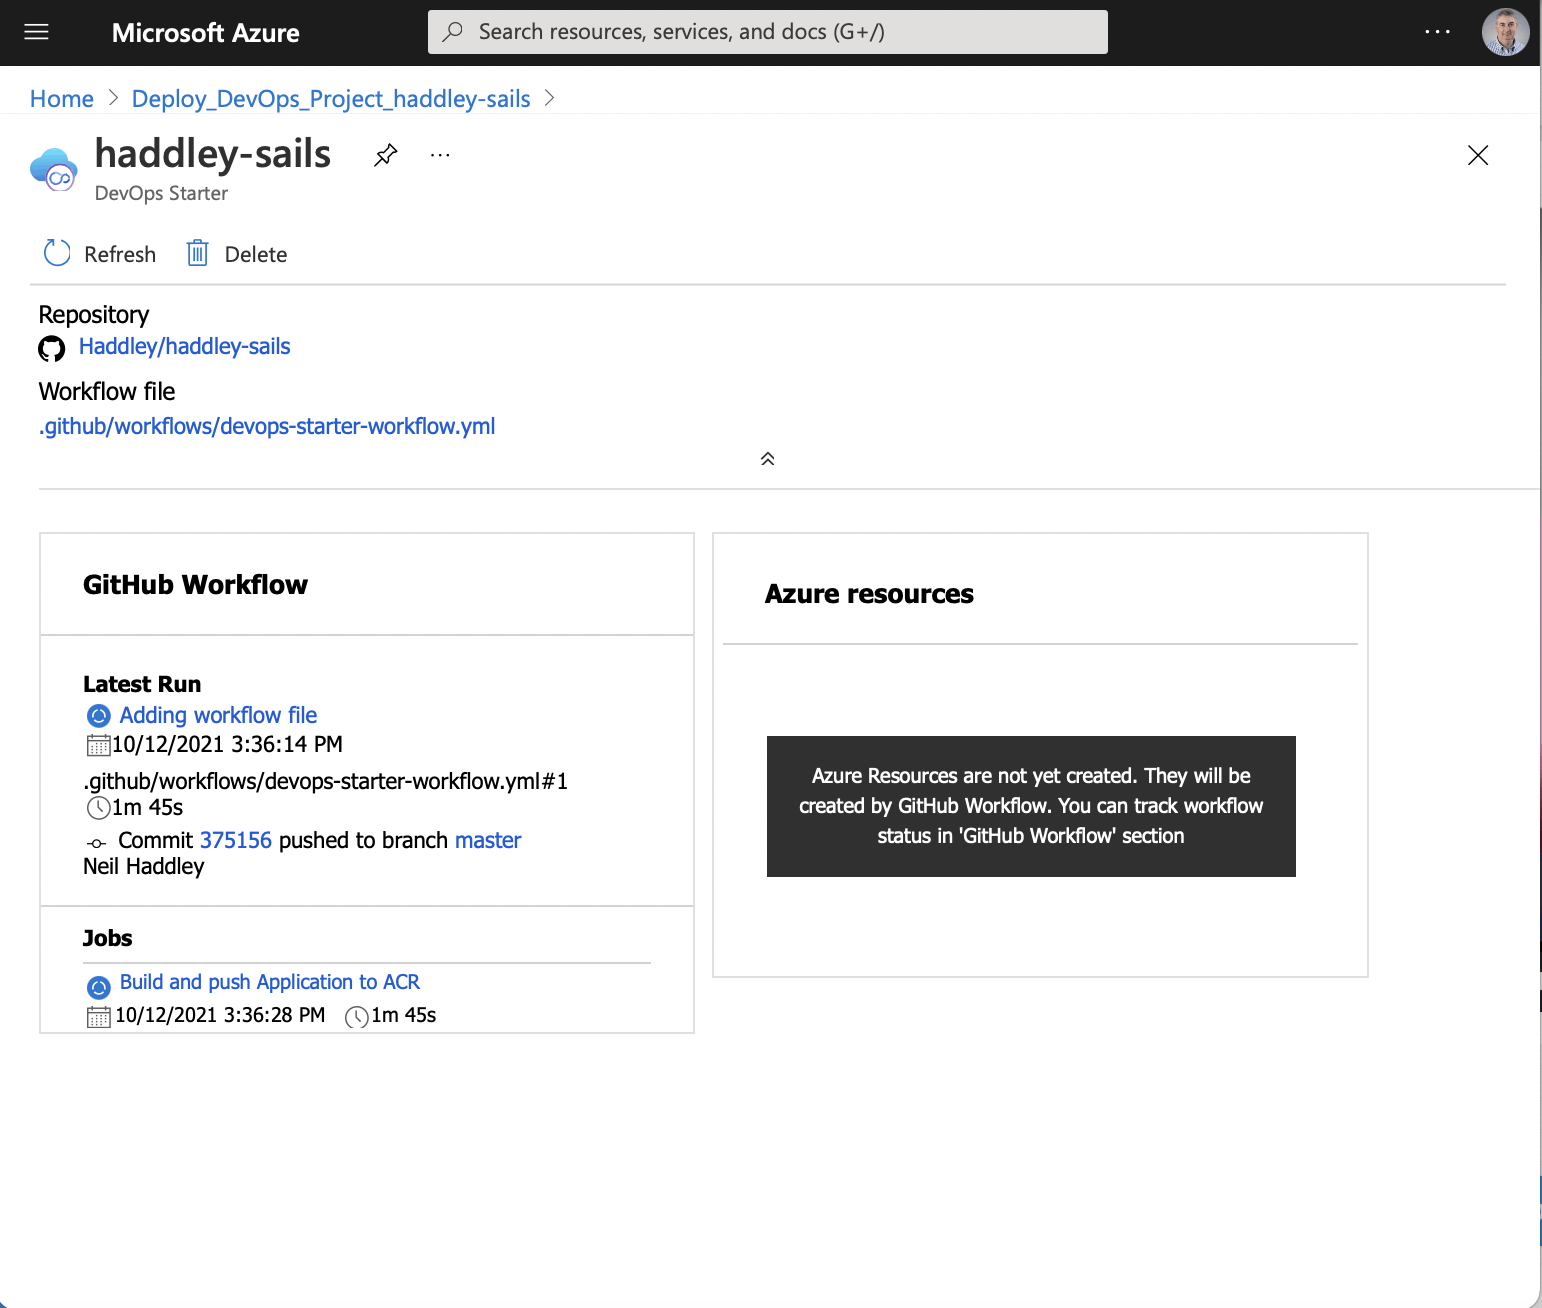 Microsoft Azure
Search resources, services, and docs (G+/)
Home > Deploy_DevOps_Project_haddley-sails >
haddley-sails
DevOps Starter
Refresh Delete
Repository
Haddley/haddley-sails
Workflow file
.github/workflows/devops-starter-workflow.yml
GitHub Workflow
Latest Run
Adding workflow file
10/12/2021 3:36:14 PM
.github/workflows/devops-starter-workflow.yml#1
1m 45s
Commit 375156 pushed to branch master
Neil Haddley
Jobs
Build and push Application to ACR
10/12/2021 3:36:28 PM 1m 45s
Azure resources
Azure Resources are not yet created. They will be
created by GitHub Workflow. You can track workflow
status in 'GitHub Workflow' section